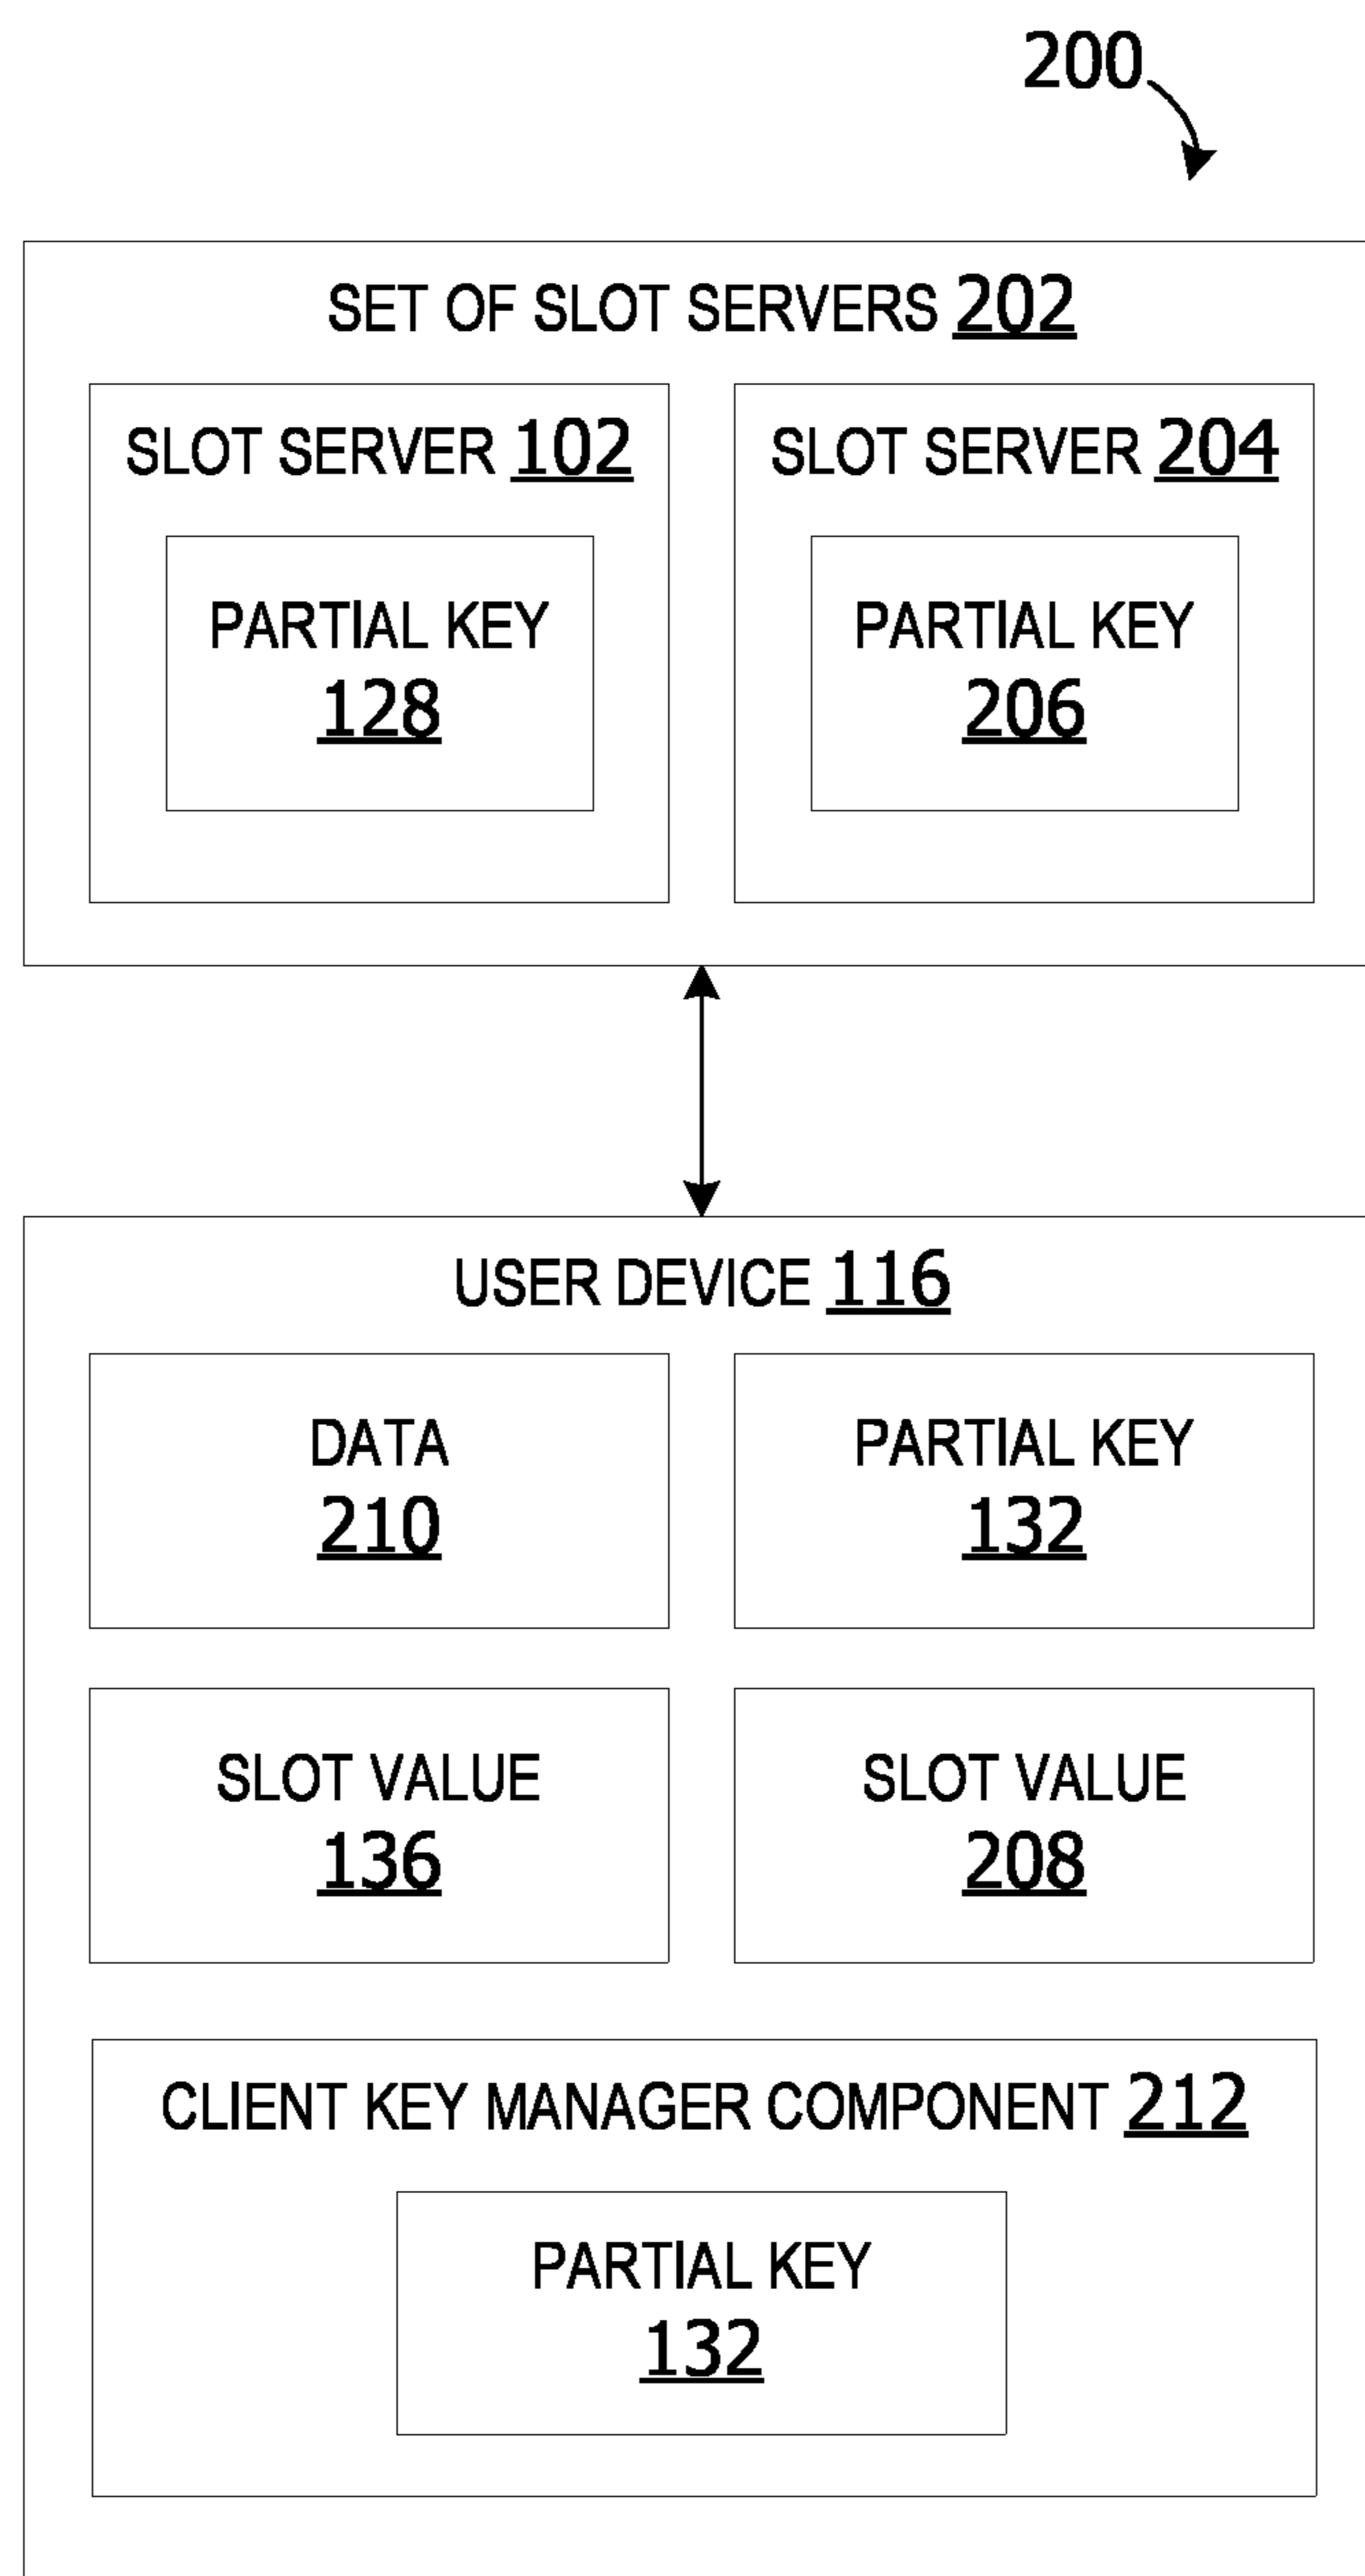 200
SET OF SLOT SERVERS 202
SLOT SERVER 102
SLOT SERVER 204
PARTIAL KEY
128
PARTIAL KEY
206
USER DEVICE 116
DATA
210
PARTIAL KEY
132
SLOT VALUE
136
SLOT VALUE
208
CLIENT KEY MANAGER COMPONENT 212
PARTIAL KEY
132